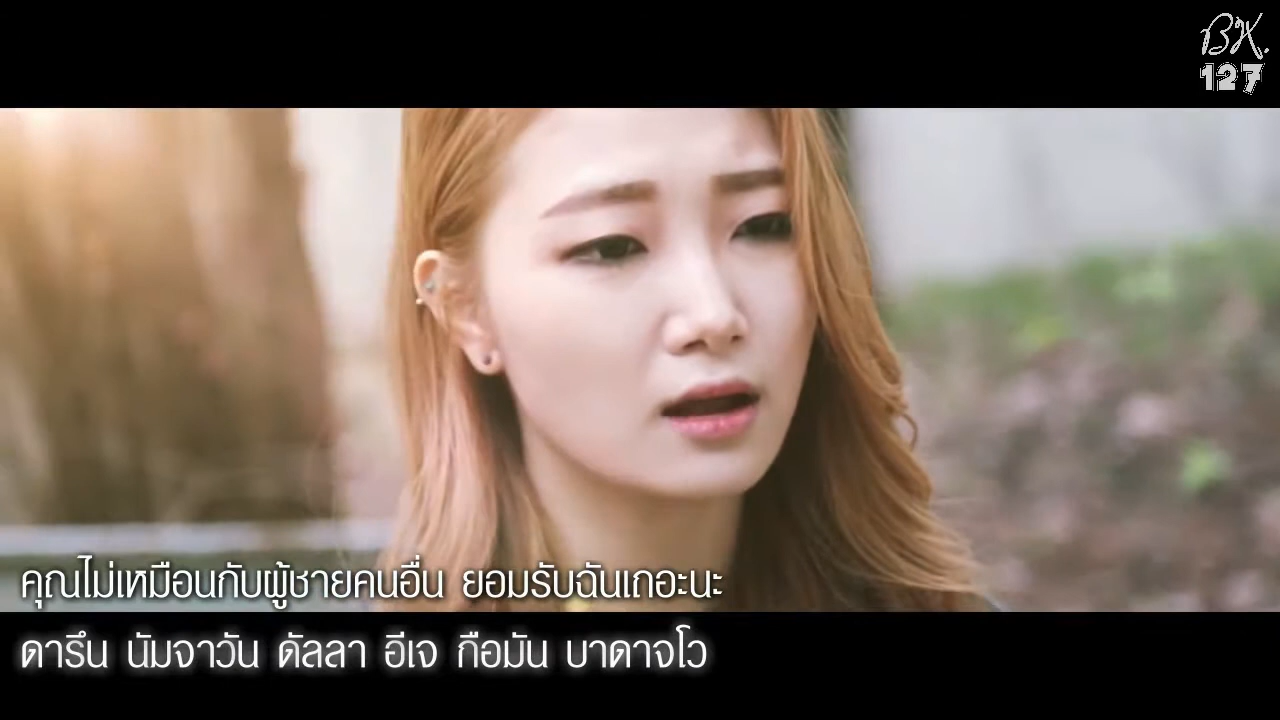 BX.
127
คุณไม่เหมือนกับผู้ชายคนอื่น ยอมรับฉันเถอะนะ
ดารึน นัมจาวัน ดัลลา อีเจ กือมัน บาดาจโว